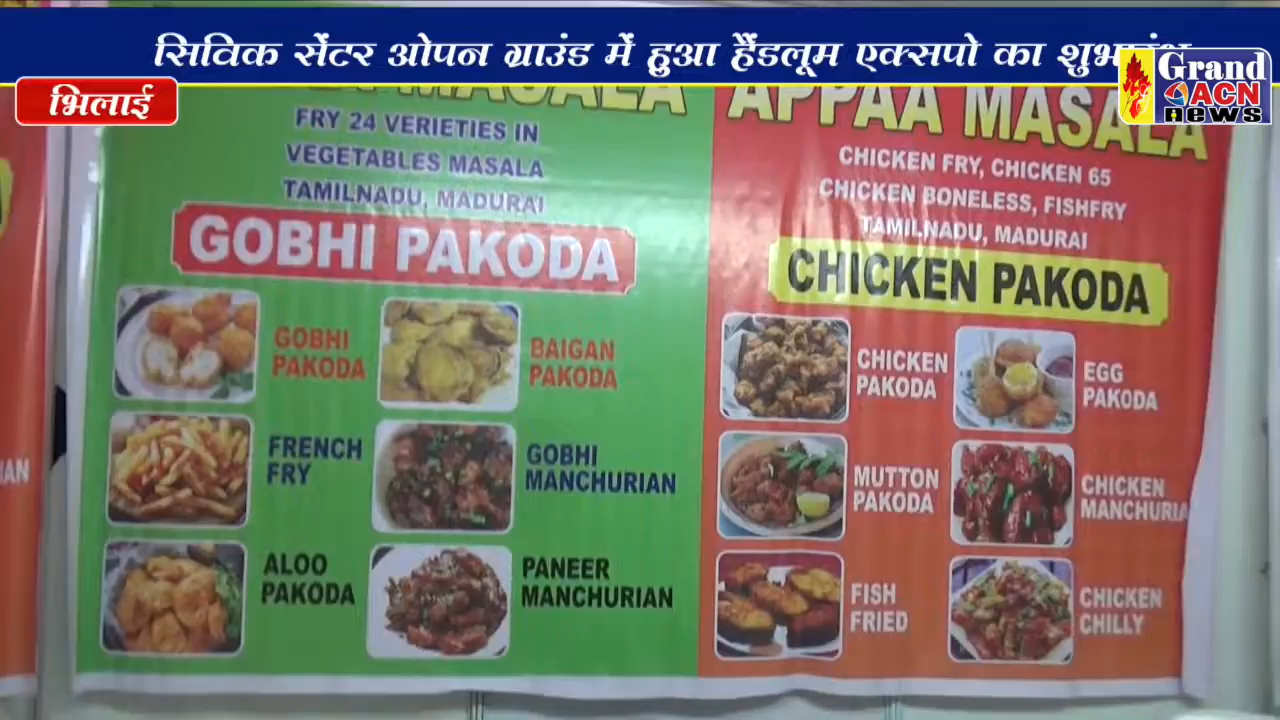 सिविक सेंटर ओपन ग्राउंड में हुआ हैंडलूम एक्सपो का
भिलाई
Grand
ACN
news
MASALA
FRY 24 VERIETIES IN
VEGETABLES MASALA
TAMILNADU, MADURAI
GOBHI PAKODA
GOBHI
PAKODA
BAIGAN
PAKODA
FRENCH
FRY
GOBHI
MANCHURIAN
ALOO
PAKODA
PANEER
MANCHURIAN
APPAA MASALA
CHICKEN FRY, CHICKEN 65
CHICKEN BONELESS, FISHFRY
TAMILNADU, MADURAI
CHICKEN PAKODA
CHICKEN
PAKODA
EGG
PAKODA
MUTTON
PAKODA
CHICKEN
MANCHURIA
FISH
FRIED
CHICKEN
CHILLY